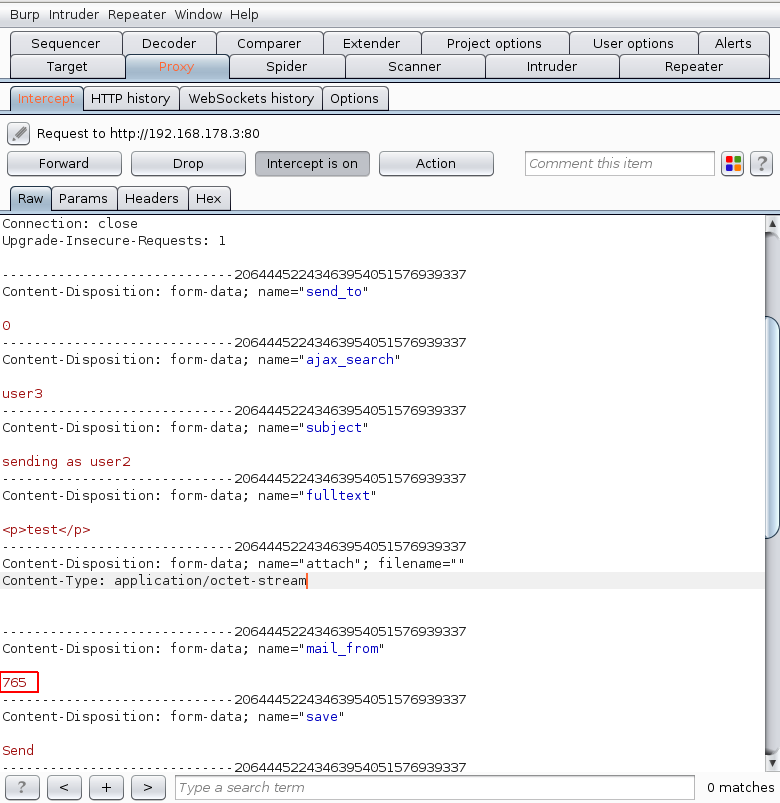 Burp Intruder Repeater Window Help
Sequencer Decoder Comparer Extender Project options User options Alerts
Target Proxy Spider Scanner Intruder Repeater
Intercept HTTP history WebSockets history Options
Request to http://192.168.178.3:80
Forward Drop Intercept is on Action Comment this item ?
Raw Params Headers Hex
Connection: close
Upgrade-Insecure-Requests: 1
-----------------------------20644452243463954051576939337
Content-Disposition: form-data; name="send_to"
0
-----------------------------20644452243463954051576939337
Content-Disposition: form-data; name="ajax_search"
user3
-----------------------------20644452243463954051576939337
Content-Disposition: form-data; name="subject"
sending as user2
-----------------------------20644452243463954051576939337
Content-Disposition: form-data; name="fulltext"
<p>test</p>
-----------------------------20644452243463954051576939337
Content-Disposition: form-data; name="attach"; filename=""
Content-Type: application/octet-stream
-----------------------------20644452243463954051576939337
Content-Disposition: form-data; name="mail_from"
765
-----------------------------20644452243463954051576939337
Content-Disposition: form-data; name="save"
Send
-----------------------------20644452243463954051576939337
? < + > Type a search term 0 matches